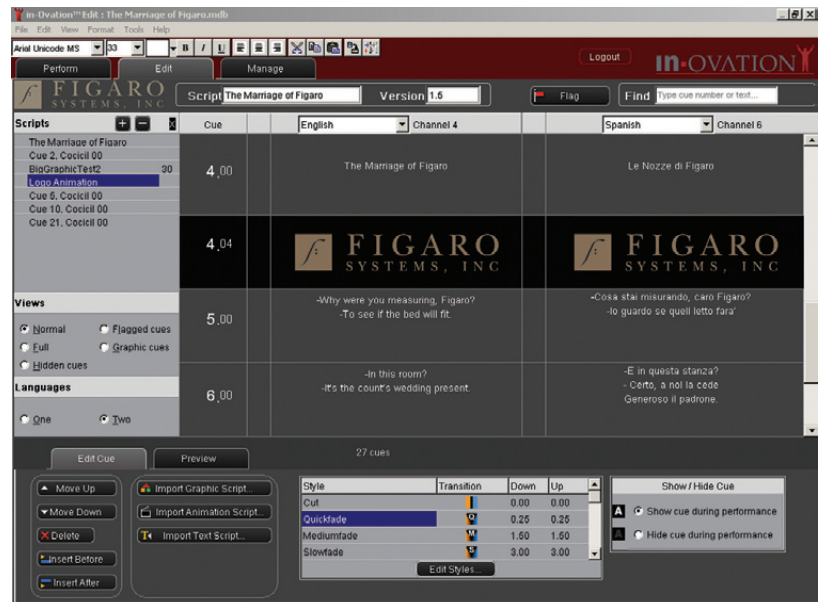 in-Ovation™ Edit : The Marriage of Figaro.mdb
File Edit View Format Tools Help
Arial Unicode MS 33 B I U
Perform Edit Manage
Logout
in-OVATION
FIGARO
SYSTEMS, INC
Script The Marriage of Figaro Version 1.5 Flag Find Type cue number or text...
Scripts X Cue English Channel 4 Spanish Channel 6
The Marriage of Figaro
Cue 2, Cocicil 00
BigGraphicTest2 30
Logo Animation
Cue 5, Cocicil 00
Cue 10, Cocicil 00
Cue 21, Cocicil 00
4.00 The Marriage of Figaro Le Nozze di Figaro
4.04
f: FIGARO
SYSTEMS, INC
f: FIGARO
SYSTEMS, INC
5.00
-Why were you measuring, Figaro?
-To see if the bed will fit.
-Cosa stai misurando, caro Figaro?
-Io guardo se quell letto fara'
6.00
-In this room?
-It's the count's wedding present.
-E in questa stanza?
- Certo, a noi la cede
Generoso il padrone.
Views
Normal Flagged cues
Full Graphic cues
Hidden cues
Languages
One Two
Edit Cue Preview 27 cues
Move Up
Move Down
Delete
Insert Before
Insert After
Import Graphic Script...
Import Animation Script...
Import Text Script...
Style Transition Down Up
Cut 0.00 0.00
Quickfade Q 0.25 0.25
Mediumfade M 1.50 1.50
Slowfade S 3.00 3.00
Edit Styles...
Show / Hide Cue
A Show cue during performance
A Hide cue during performance